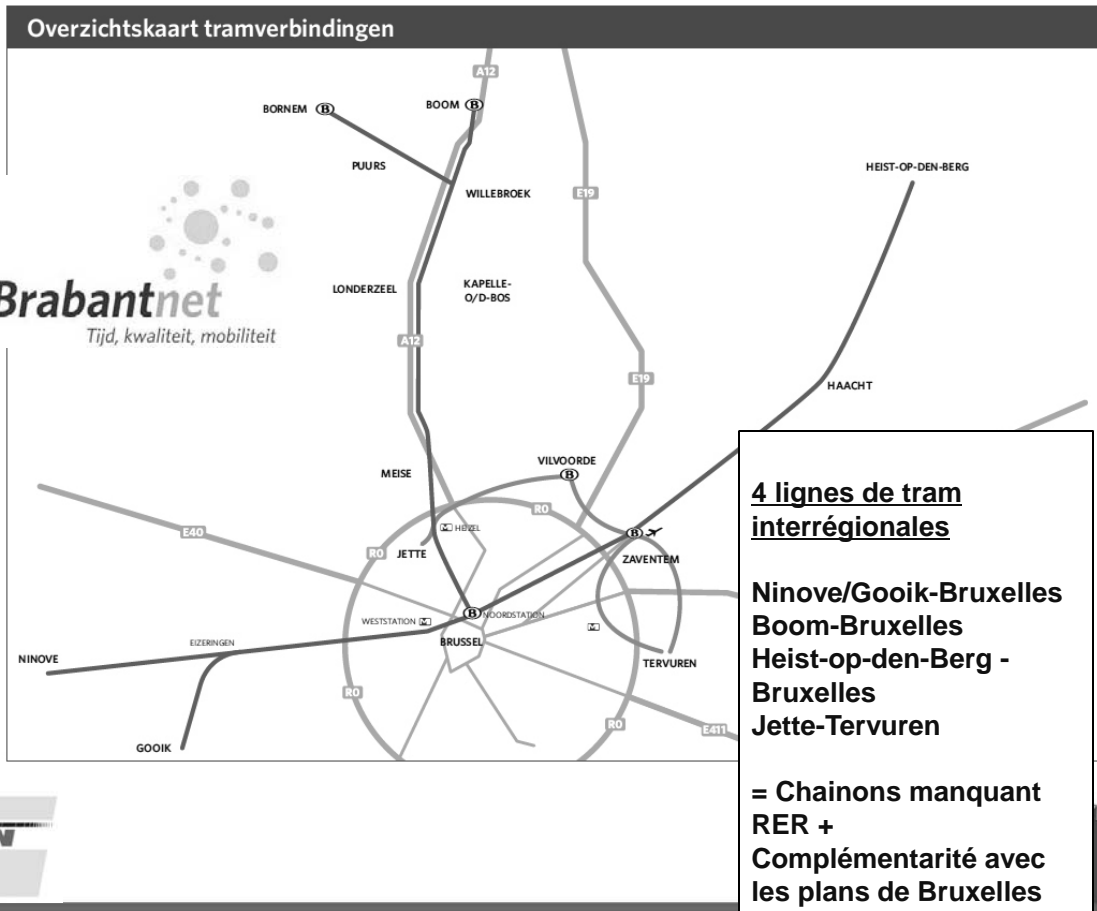 Overzichtskaart tramverbindingen
A12
BORNEM B
BOOM B
PUURS
WILLEBROEK
E19
HEIST-OP-DEN-BERG
Brabantnet
Tijd, kwaliteit, mobiliteit
LONDERZEEL
KAPELLE-
O/D-BOS
A12
E19
HAACHT
MEISE
VILVOORDE
B
E40
R0
M HEIZEL
R0
JETTE
B
ZAVENTEM
WESTSTATION M
B NOORDSTATION
M
EIZERINGEN
BRUSSEL
NINOVE
TERVUREN
R0
R0
E411
GOOIK
4 lignes de tram
interrégionales
Ninove/Gooik-Bruxelles
Boom-Bruxelles
Heist-op-den-Berg -
Bruxelles
Jette-Tervuren
= Chainons manquant
RER +
Complémentarité avec
les plans de Bruxelles
N